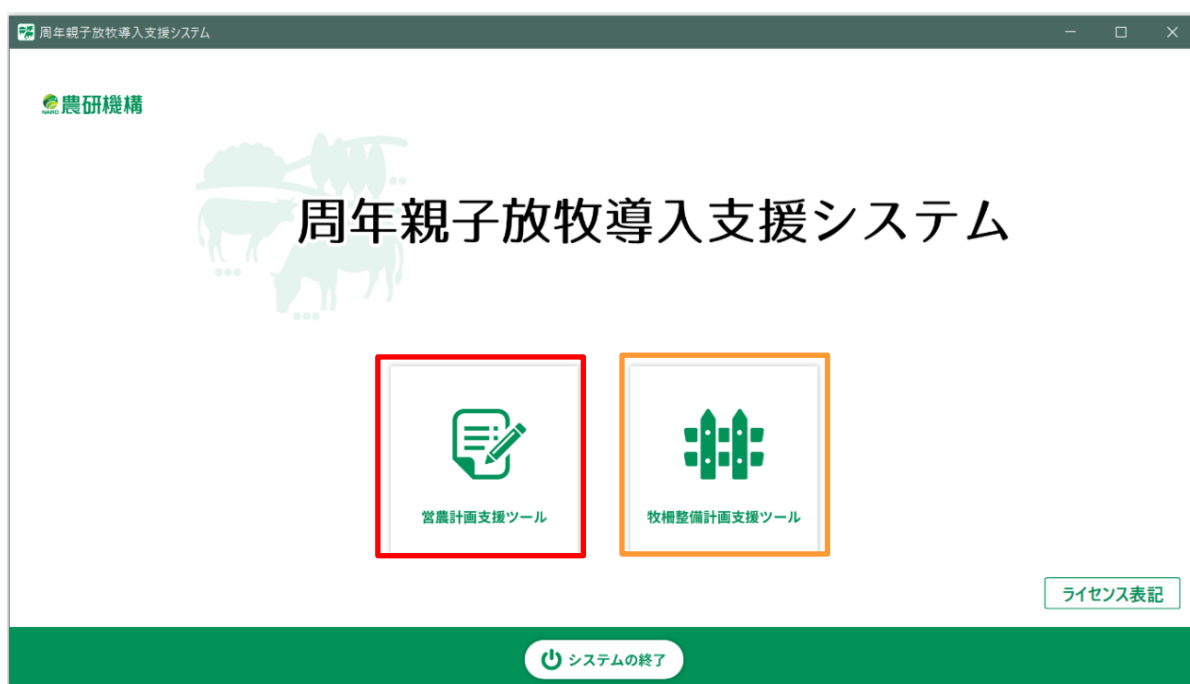 周年親子放牧導入支援システム
農研機構
NARO
周年親子放牧導入支援システム
営農計画支援ツール
牧柵整備計画支援ツール
ライセンス表記
システムの終了